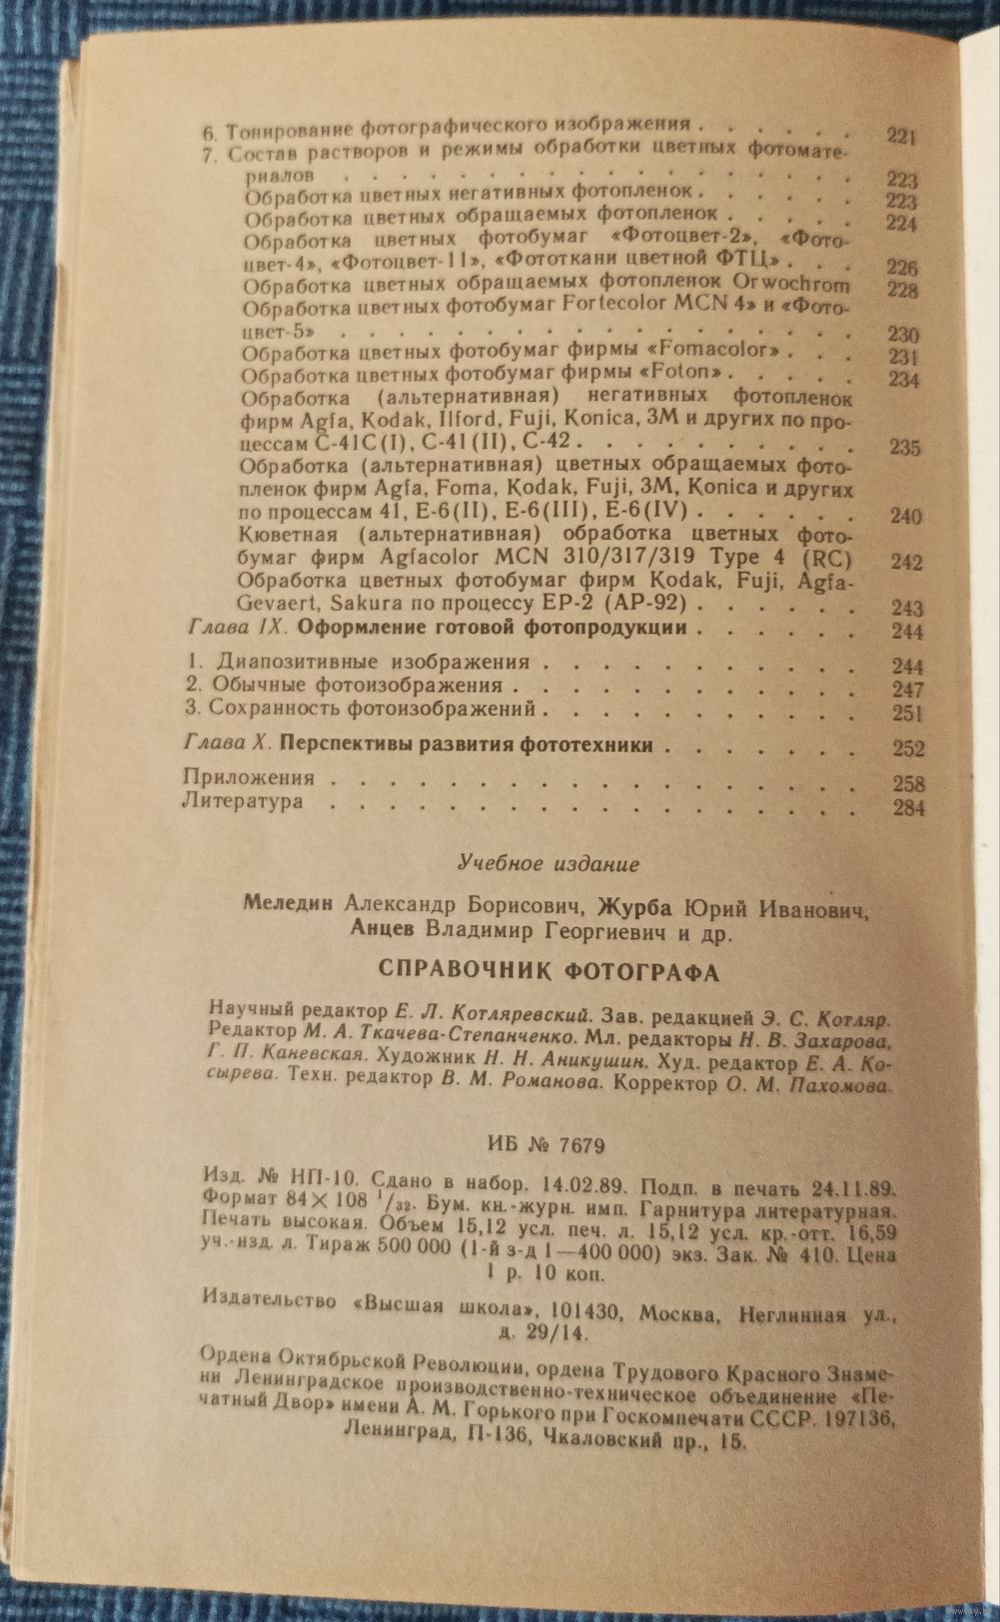 6. Тонирование фотографического изображения . . . . . . 221
7. Состав растворов и режимы обработки цветных фотомате-
риалов . . . . . . . . . . . . . . . . . . 223
Обработка цветных негативных фотопленок . . . . . . 223
Обработка цветных обращаемых фотопленок . . . . . 224
Обработка цветных фотобумаг «Фотоцвет-2», «Фото-
цвет-4», «Фотоцвет-11», «Фототкани цветной ФТЦ» . . . 226
Обработка цветных обращаемых фотопленок Orwochrom 228
Обработка цветных фотобумаг Fortecolor MCN 4» и «Фото-
цвет-5» . . . . . . . . . . . . . . . . . . 230
Обработка цветных фотобумаг фирмы «Fomacolor» . . . 231
Обработка цветных фотобумаг фирмы «Foton» . . . . . 234
Обработка (альтернативная) негативных фотопленок
фирм Agfa, Kodak, Ilford, Fuji, Konica, 3M и других по про-
цессам C-41C(I), C-41(II), C-42 . . . . . . . . . . 235
Обработка (альтернативная) цветных обращаемых фото-
пленок фирм Agfa, Foma, Kodak, Fuji, 3M, Konica и других
по процессам 41, E-6(II), E-6(III), E-6(IV) . . . . . . 240
Кюветная (альтернативная) обработка цветных фото-
бумаг фирм Agfacolor MCN 310/317/319 Type 4 (RC) 242
Обработка цветных фотобумаг фирм Kodak, Fuji, Agfa-
Gevaert, Sakura по процессу EP-2 (AP-92) . . . . . . 243
Глава IX. Оформление готовой фотопродукции . . . . . . 244
1. Диапозитивные изображения . . . . . . . . . . . 244
2. Обычные фотоизображения . . . . . . . . . . . . 247
3. Сохранность фотоизображений . . . . . . . . . . . 251
Глава X. Перспективы развития фототехники . . . . . . . 252
Приложения . . . . . . . . . . . . . . . . . . 258
Литература . . . . . . . . . . . . . . . . . . 284
Учебное издание
Меледин Александр Борисович, Журба Юрий Иванович,
Анцев Владимир Георгиевич и др.
СПРАВОЧНИК ФОТОГРАФА
Научный редактор Е. Л. Котляревский. Зав. редакцией Э. С. Котляр.
Редактор М. А. Ткачева-Степанченко. Мл. редакторы Н. В. Захарова,
Г. П. Каневская. Художник Н. Н. Аникушин. Худ. редактор Е. А. Ко-
сырева. Техн. редактор В. М. Романова. Корректор О. М. Пахомова.
ИБ № 7679
Изд. № НП-10. Сдано в набор. 14.02.89. Подп. в печать 24.11.89.
Формат 84×108 1/32. Бум. кн.-журн. имп. Гарнитура литературная.
Печать высокая. Объем 15,12 усл. печ. л. 15,12 усл. кр.-отт. 16,59
уч.-изд. л. Тираж 500 000 (1-й з-д 1—400 000) экз. Зак. № 410. Цена
1 р. 10 коп.
Издательство «Высшая школа», 101430, Москва, Неглинная ул.,
д. 29/14.
Ордена Октябрьской Революции, ордена Трудового Красного Знаме-
ни Ленинградское производственно-техническое объединение «Пе-
чатный Двор» имени А. М. Горького при Госкомпечати СССР. 197136,
Ленинград, П-136, Чкаловский пр., 15.